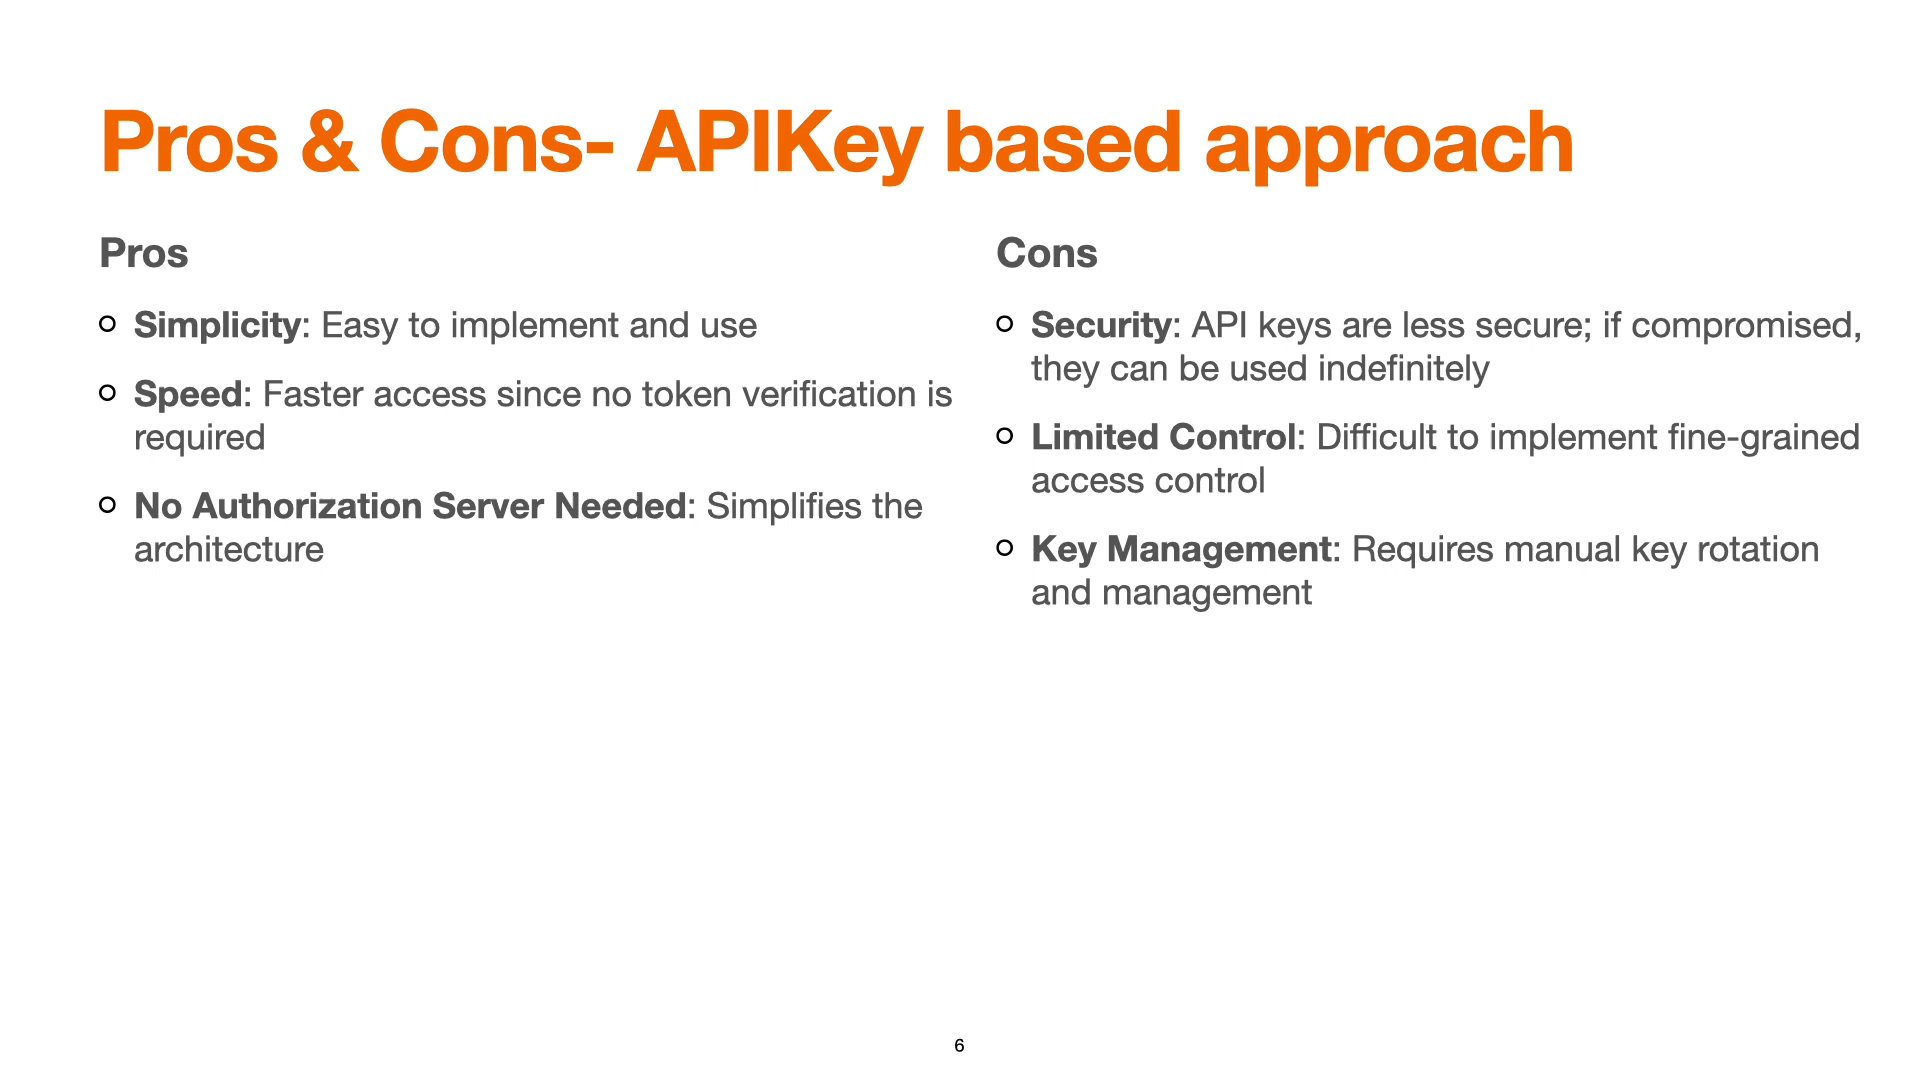 Pros & Cons- APIKey based approach
Pros
Simplicity: Easy to implement and use
Speed: Faster access since no token verification is
required
No Authorization Server Needed: Simplifies the
architecture
Cons
Security: API keys are less secure; if compromised,
they can be used indefinitely
Limited Control: Difficult to implement fine-grained
access control
Key Management: Requires manual key rotation
and management
6